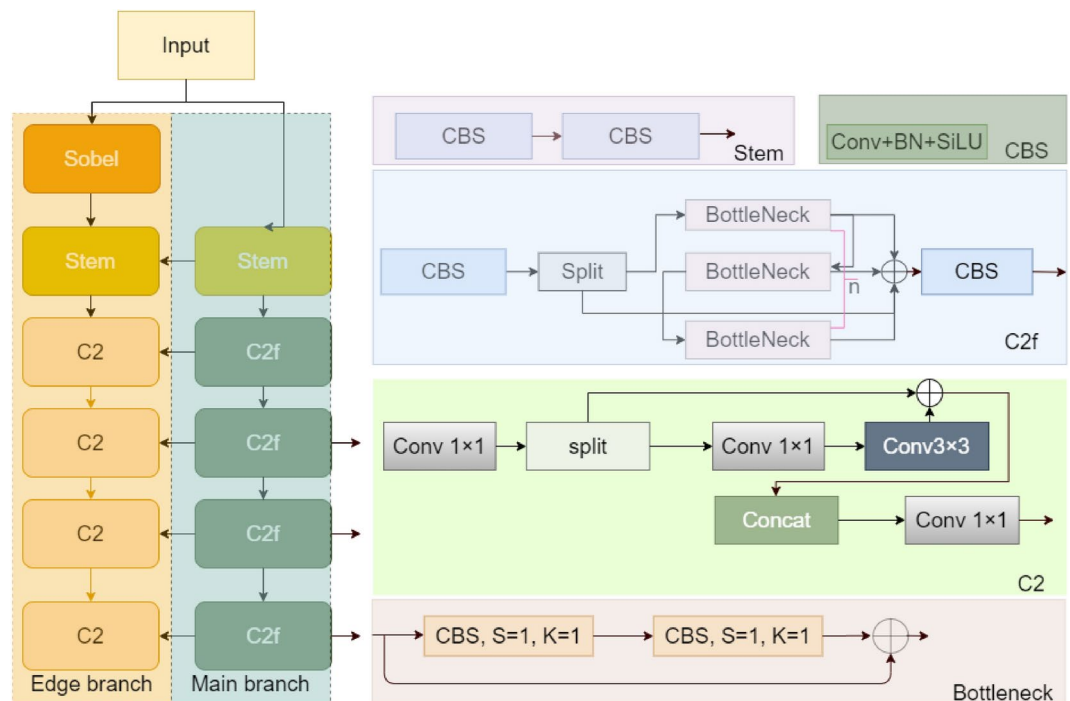 Input
Sobel
Stem
Stem
C2
C2f
C2
C2f
C2
C2f
C2
C2f
Edge branch
Main branch
CBS
CBS
Stem
Conv+BN+SiLU
CBS
BottleNeck
CBS
Split
BottleNeck
CBS
n
BottleNeck
C2f
Conv 1×1
split
Conv 1×1
Conv3×3
Concat
Conv 1×1
C2
CBS, S=1, K=1
CBS, S=1, K=1
Bottleneck